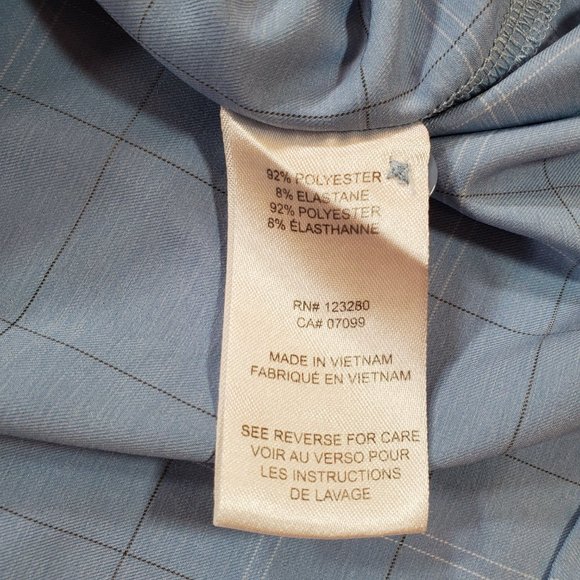 92% POLYESTER
8% ELASTANE
92% POLYESTER
8% ÉLASTHANNE
RN# 123280
CA# 07099
MADE IN VIETNAM
FABRIQUÉ EN VIETNAM
SEE REVERSE FOR CARE
VOIR AU VERSO POUR
LES INSTRUCTIONS
DE LAVAGE